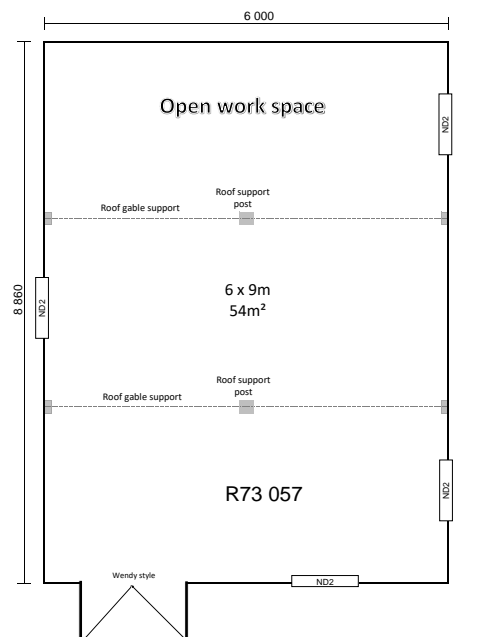 6 000
Open work space
ND2
Roof support
post
Roof gable support
6 x 9m
54m²
8 860
ND2
Roof support
post
Roof gable support
R73 057
ND2
Wendy style
ND2